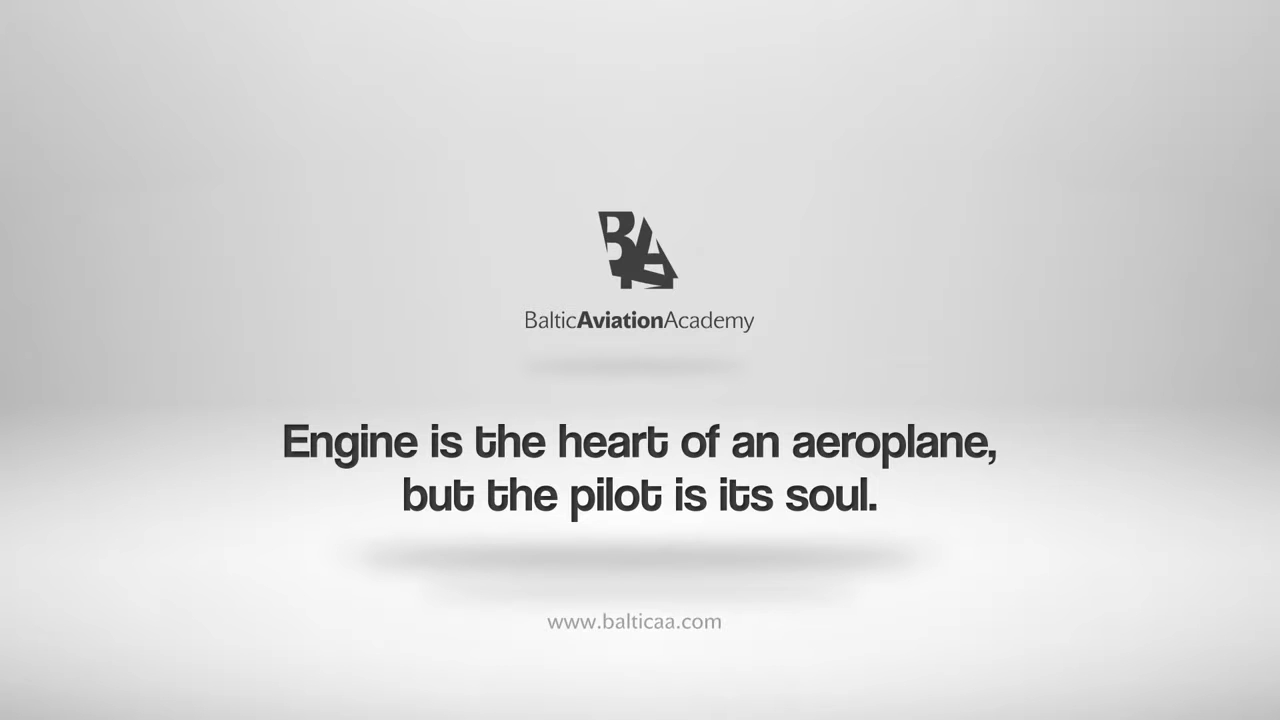 BA
BalticAviationAcademy
Engine is the heart of an aeroplane,
but the pilot is its soul.
www.balticaa.com